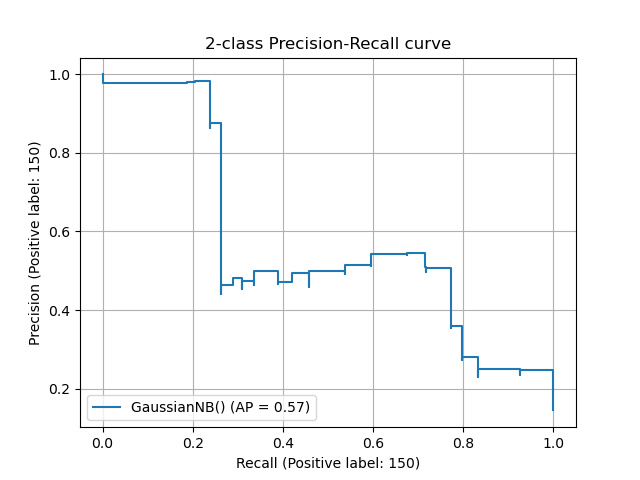 2-class Precision-Recall curve
1.0
0.8
0.6
0.4
0.2
Precision (Positive label: 150)
GaussianNB() (AP = 0.57)
0.0 0.2 0.4 0.6 0.8 1.0
Recall (Positive label: 150)